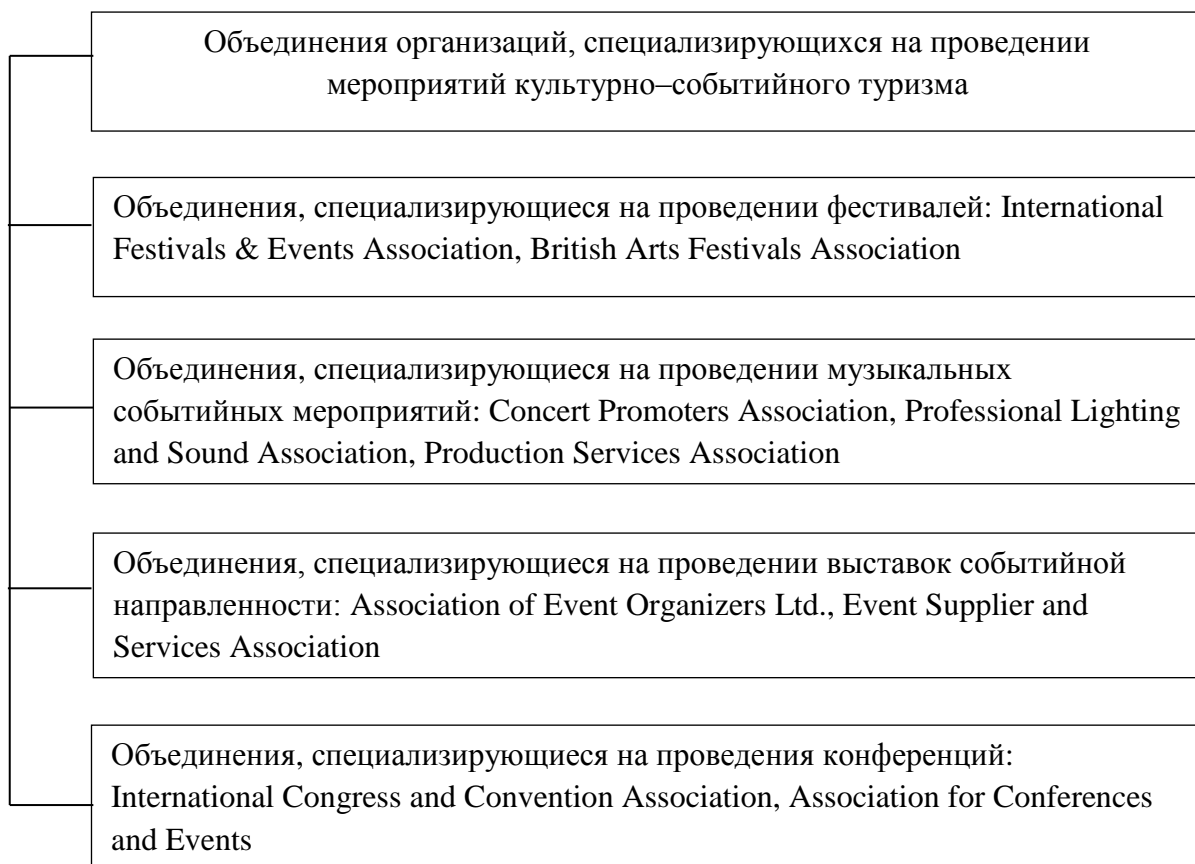 Объединения организаций, специализирующихся на проведении
мероприятий культурно–событийного туризма
Объединения, специализирующиеся на проведении фестивалей: International
Festivals & Events Association, British Arts Festivals Association
Объединения, специализирующиеся на проведении музыкальных
событийных мероприятий: Concert Promoters Association, Professional Lighting
and Sound Association, Production Services Association
Объединения, специализирующиеся на проведении выставок событийной
направленности: Association of Event Organizers Ltd., Event Supplier and
Services Association
Объединения, специализирующиеся на проведения конференций:
International Congress and Convention Association, Association for Conferences
and Events